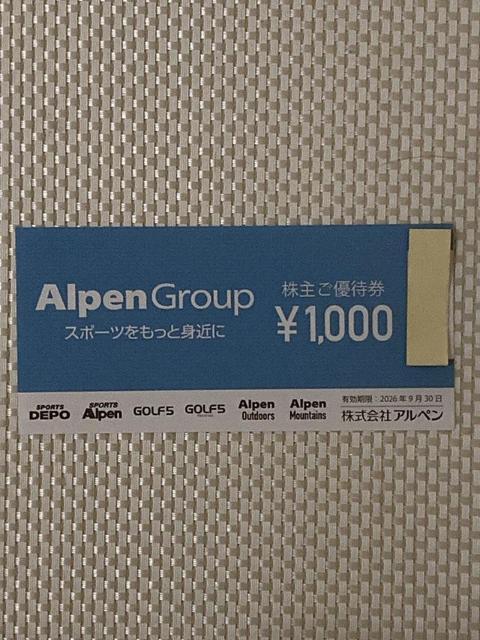 Alpen Group
スポーツをもっと身近に
株主ご優待券
¥1,000
SPORTS DEPO
SPORTS Alpen
GOLF5
GOLF5
Alpen Outdoors
Alpen Mountains
有効期限：2026年9月30日
株式会社アルペン